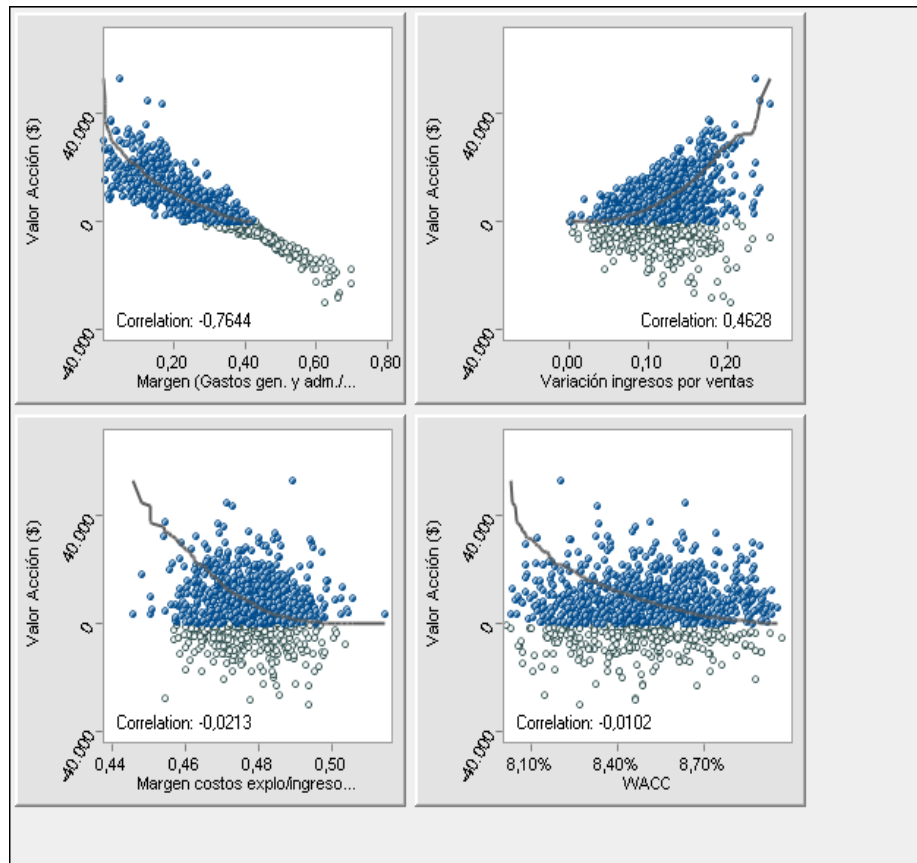 Valor Acción ($)
40.000
0
-40.000
Correlation: -0,7644
0,20 0,40 0,60 0,80
Margen (Gastos gen. y adm./...
Valor Acción ($)
40.000
0
-40.000
Correlation: 0,4628
0,00 0,10 0,20
Variación ingresos por ventas
Valor Acción ($)
40.000
0
-40.000
Correlation: -0,0213
0,44 0,46 0,48 0,50
Margen costos explo/ingreso...
Valor Acción ($)
40.000
0
-40.000
Correlation: -0,0102
8,10% 8,40% 8,70%
WACC